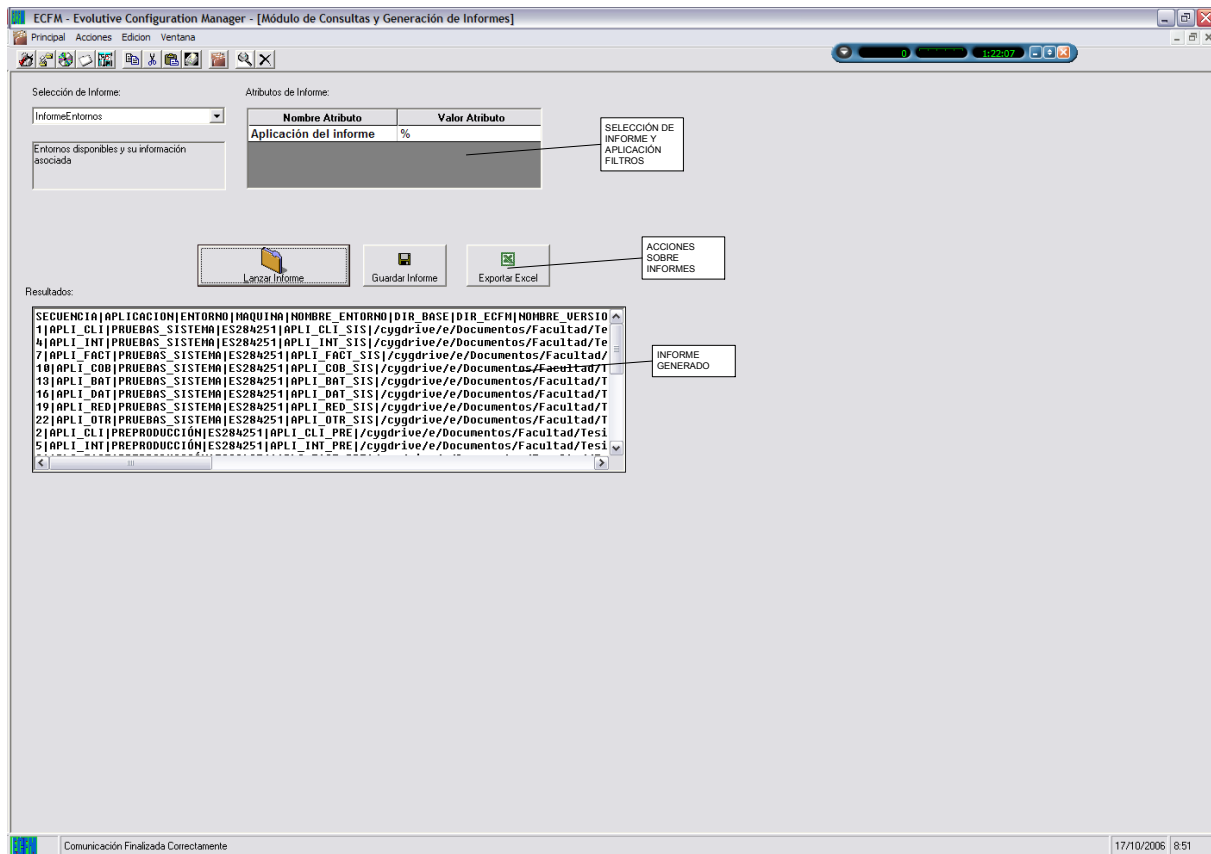 ECFM - Evolutive Configuration Manager - [Módulo de Consultas y Generación de Informes]
Principal Acciones Edicion Ventana
0 1:22:07
Selección de Informe:
Atributos de Informe:
InformeEntornos
Nombre Atributo Valor Atributo
Aplicación del informe %
Entornos disponibles y su información
asociada
SELECCIÓN DE
INFORME Y
APLICACIÓN
FILTROS
Lanzar Informe Guardar Informe Exportar Excel
ACCIONES
SOBRE
INFORMES
Resultados:
SECUENCIA|APLICACION|ENTORNO|MAQUINA|NOMBRE_ENTORNO|DIR_BASE|DIR_ECFM|NOMBRE_VERSIO
1|APLI_CLI|PRUEBAS_SISTEMA|ES284251|APLI_CLI_SIS|/cygdrive/e/Documentos/Facultad/Te
4|APLI_INT|PRUEBAS_SISTEMA|ES284251|APLI_INT_SIS|/cygdrive/e/Documentos/Facultad/Te
7|APLI_FACT|PRUEBAS_SISTEMA|ES284251|APLI_FACT_SIS|/cygdrive/e/Documentos/Facultad/
10|APLI_COB|PRUEBAS_SISTEMA|ES284251|APLI_COB_SIS|/cygdrive/e/Documentos/Facultad/T
13|APLI_BAT|PRUEBAS_SISTEMA|ES284251|APLI_BAT_SIS|/cygdrive/e/Documentos/Facultad/T
16|APLI_DAT|PRUEBAS_SISTEMA|ES284251|APLI_DAT_SIS|/cygdrive/e/Documentos/Facultad/T
19|APLI_RED|PRUEBAS_SISTEMA|ES284251|APLI_RED_SIS|/cygdrive/e/Documentos/Facultad/T
22|APLI_OTR|PRUEBAS_SISTEMA|ES284251|APLI_OTR_SIS|/cygdrive/e/Documentos/Facultad/T
2|APLI_CLI|PREPRODUCCIÓN|ES284251|APLI_CLI_PRE|/cygdrive/e/Documentos/Facultad/Tesi
5|APLI_INT|PREPRODUCCIÓN|ES284251|APLI_INT_PRE|/cygdrive/e/Documentos/Facultad/Tesi
INFORME
GENERADO
Comunicación Finalizada Correctamente
17/10/2006 8:51